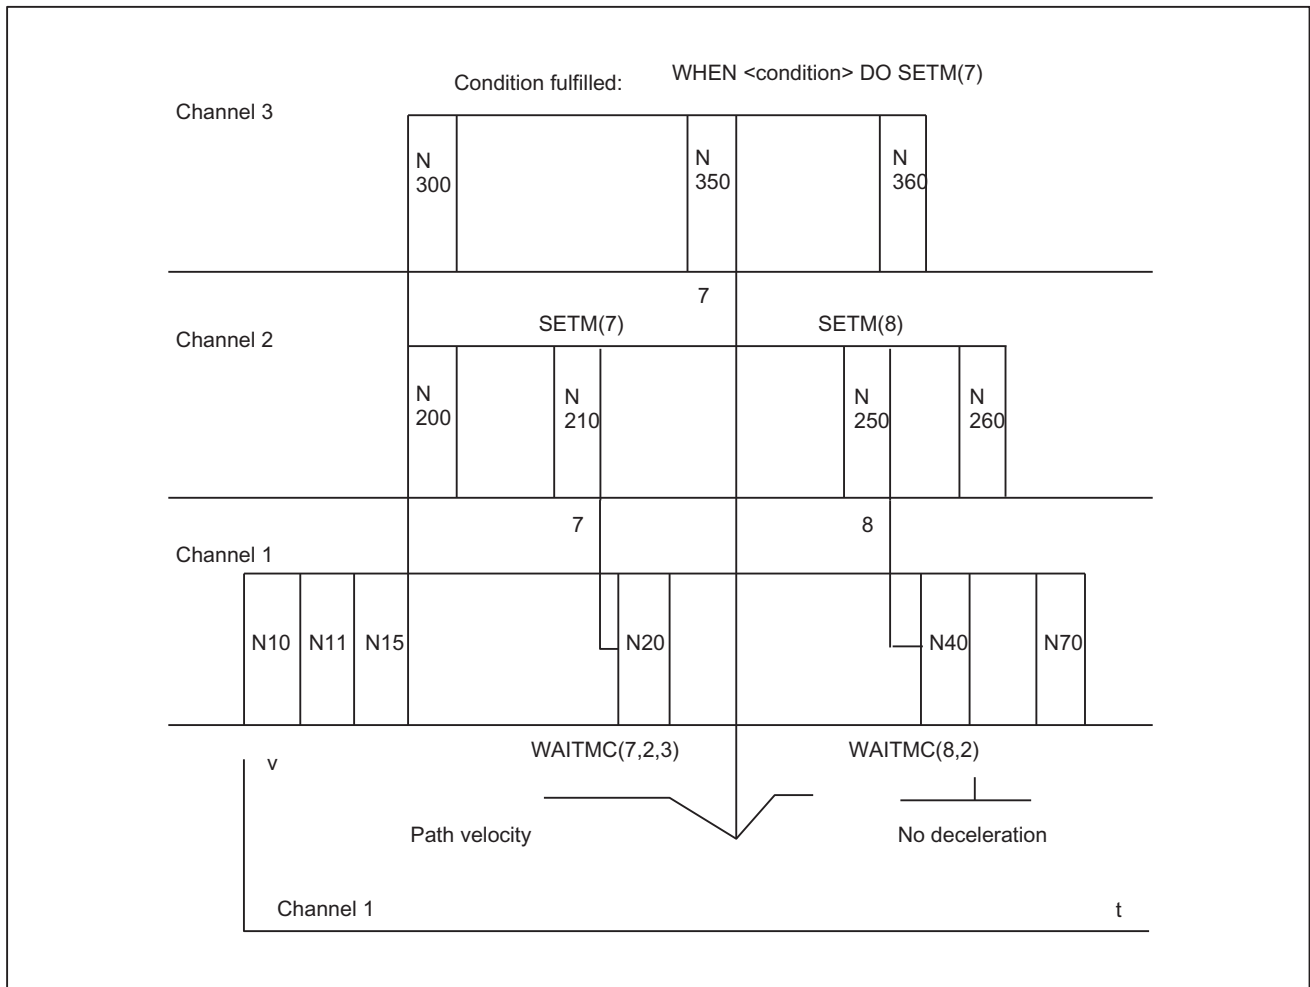 WHEN <condition> DO SETM(7)
Condition fulfilled:
Channel 3
N
300
N
350
N
360
7
SETM(7)
SETM(8)
Channel 2
N
200
N
210
N
250
N
260
7
8
Channel 1
N10
N11
N15
N20
N40
N70
WAITMC(7,2,3)
WAITMC(8,2)
v
Path velocity
No deceleration
Channel 1
t